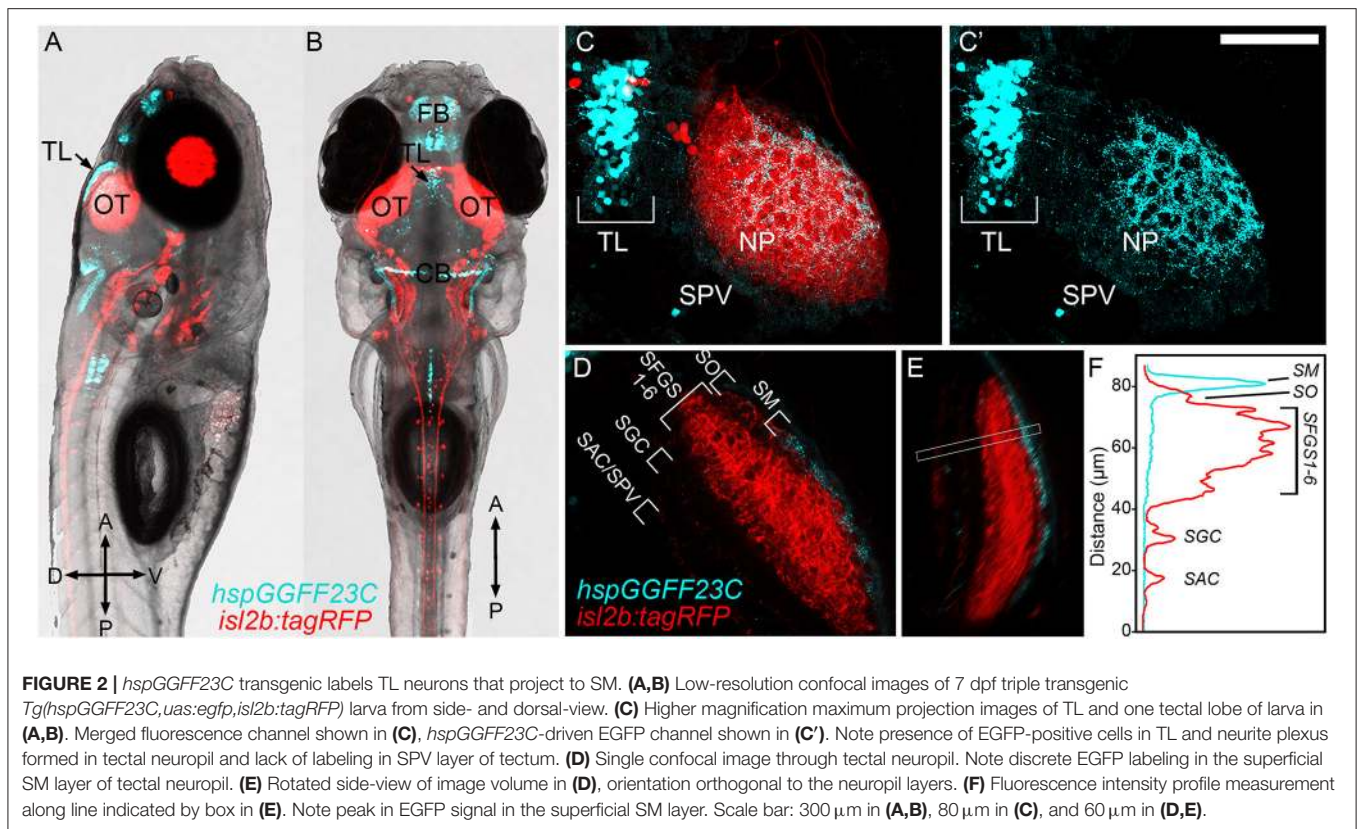 A
B
C
C'
FB
TL
TL
OT
OT
OT
CB
NP
NP
TL
TL
SPV
SPV
A
D
V
P
A
P
hspGGFF23C
isl2b:tagRFP
D
SFGS
1-6
SO
SM
SGC
SAC/SPV
hspGGFF23C
isl2b:tagRFP
E
F
SM
SO
SFGS1-6
SGC
SAC
Distance (µm)
80
60
40
20
0
FIGURE 2 | hspGGFF23C transgenic labels TL neurons that project to SM. (A,B) Low-resolution confocal images of 7 dpf triple transgenic
Tg(hspGGFF23C,uas:egfp,isl2b:tagRFP) larva from side- and dorsal-view. (C) Higher magnification maximum projection images of TL and one tectal lobe of larva in
(A,B). Merged fluorescence channel shown in (C), hspGGFF23C-driven EGFP channel shown in (C′). Note presence of EGFP-positive cells in TL and neurite plexus
formed in tectal neuropil and lack of labeling in SPV layer of tectum. (D) Single confocal image through tectal neuropil. Note discrete EGFP labeling in the superficial
SM layer of tectal neuropil. (E) Rotated side-view of image volume in (D), orientation orthogonal to the neuropil layers. (F) Fluorescence intensity profile measurement
along line indicated by box in (E). Note peak in EGFP signal in the superficial SM layer. Scale bar: 300 µm in (A,B), 80 µm in (C), and 60 µm in (D,E).